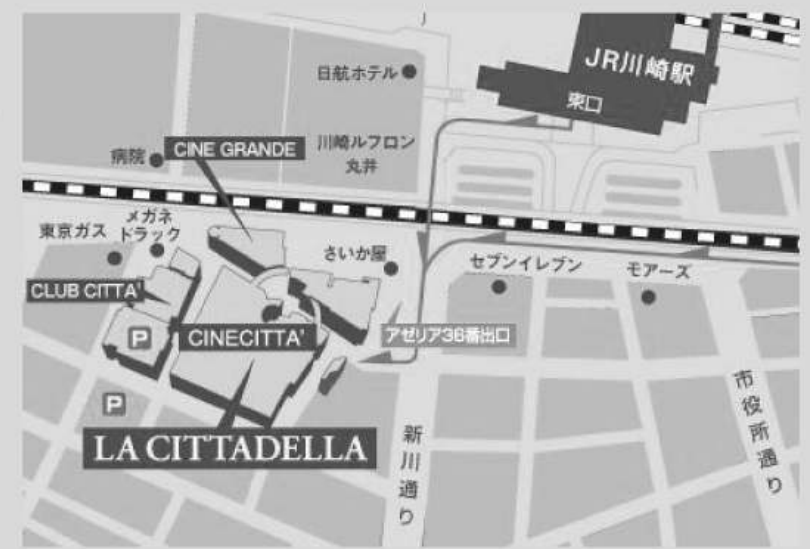 JR川崎駅
東口
日航ホテル
川崎ルフロン
丸井
CINE GRANDE
病院
東京ガス
メガネ
ドラック
さいか屋
セブンイレブン
モアーズ
CLUB CITTA'
P
CINECITTA'
アゼリア36番出口
P
LA CITTADELLA
新川通り
市役所通り